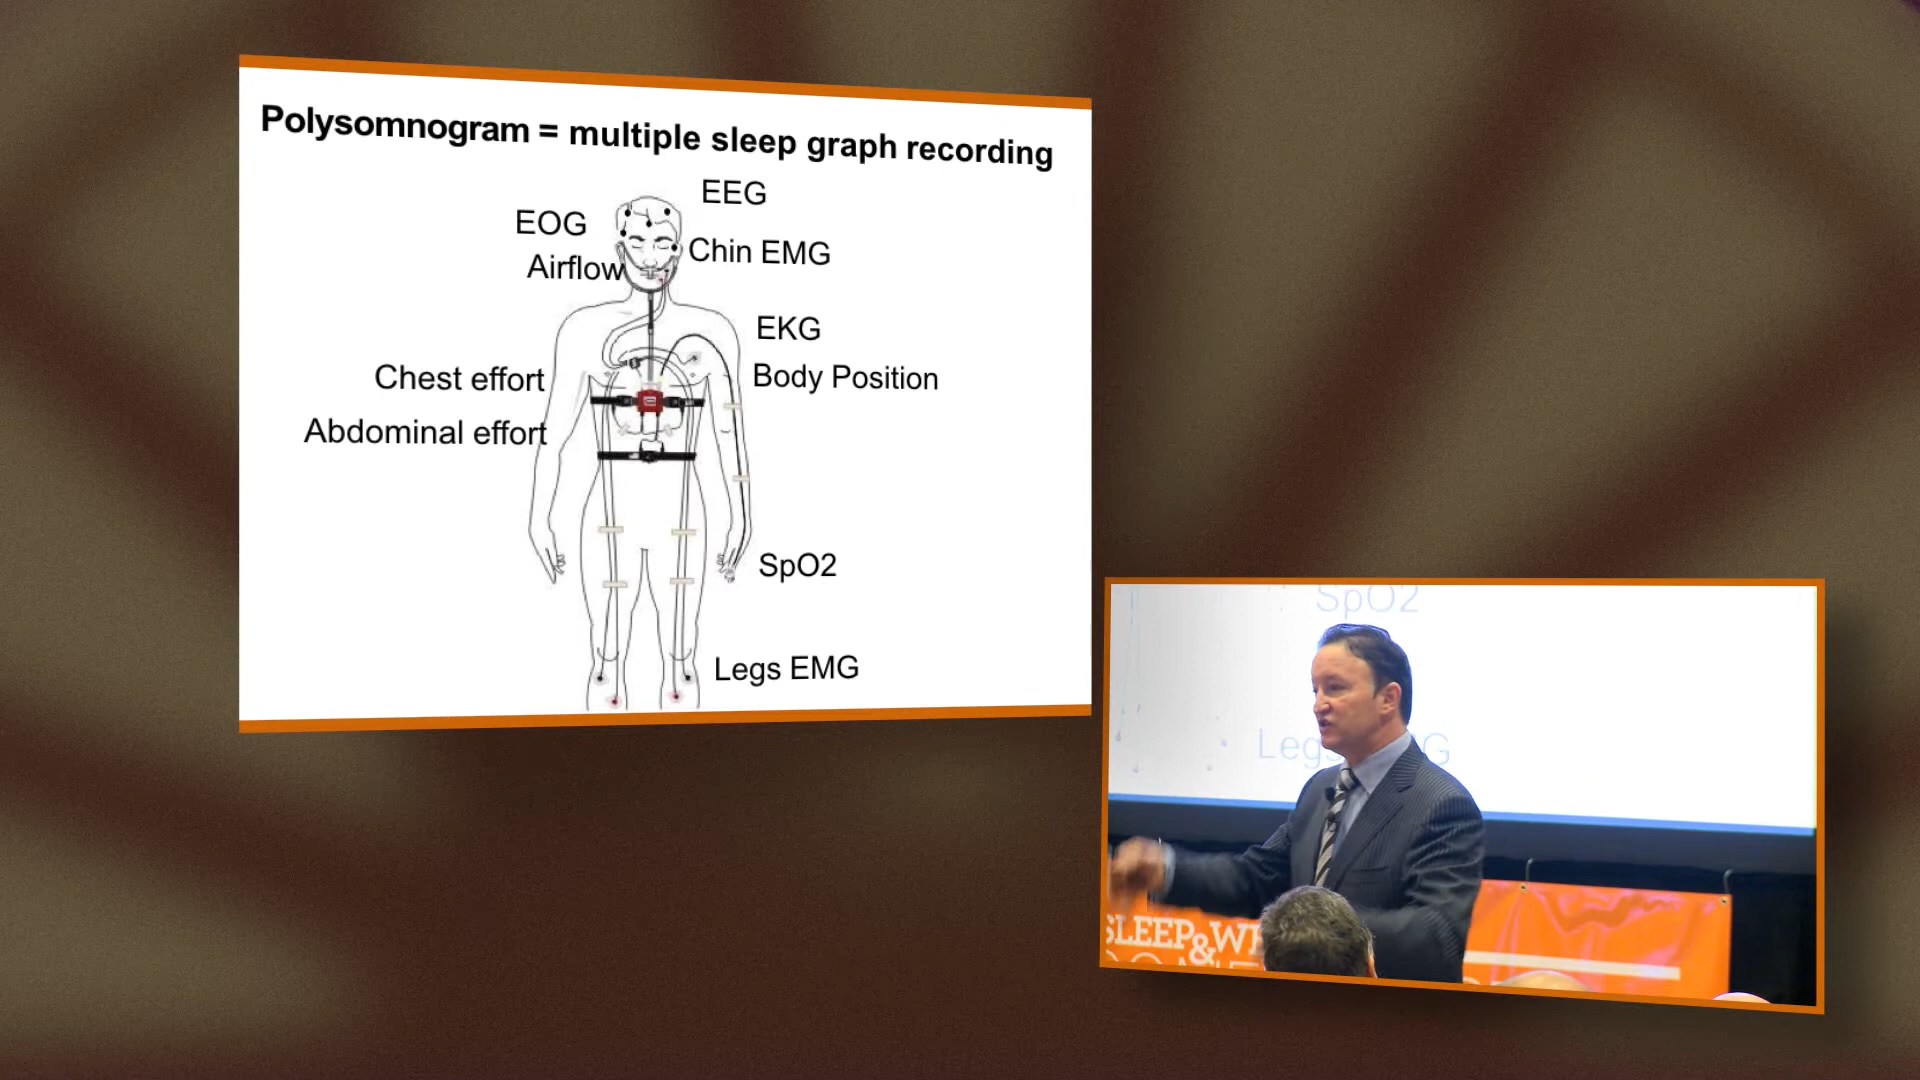 Polysomnogram = multiple sleep graph recording
EEG
EOG
Chin EMG
Airflow
EKG
Chest effort
Body Position
Abdominal effort
SpO2
Legs EMG
SpO2
Legs
G
SLEEP&W